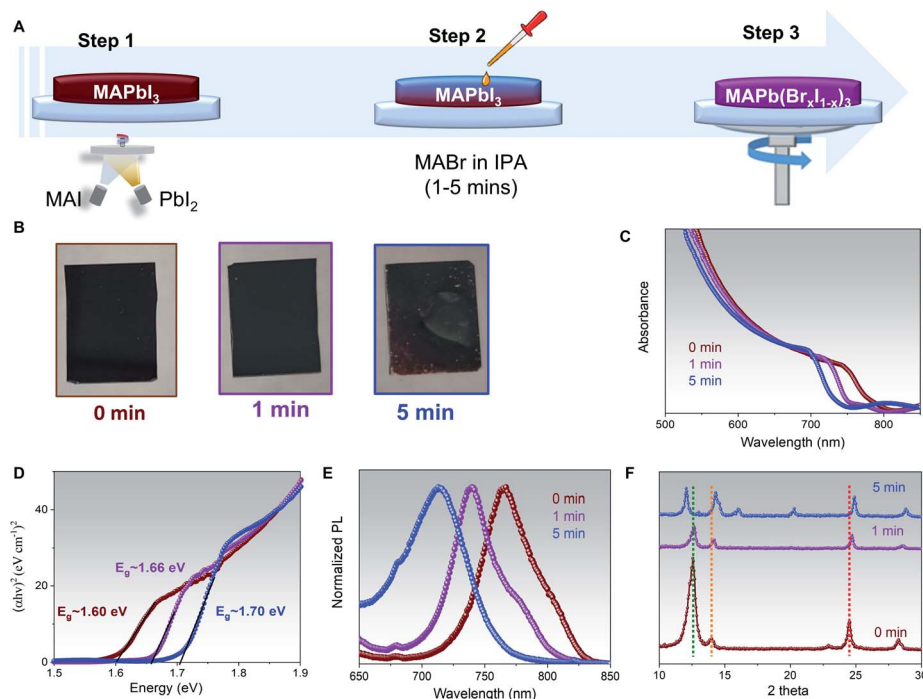 A
Step 1
Step 2
Step 3
MAPbI3
MAPbI3
MAPb(BrxI1-x)3
MAI
PbI2
MABr in IPA
(1-5 mins)
B
0 min
1 min
5 min
C
Absorbance
0 min
1 min
5 min
500 600 700 800
Wavelength (nm)
D
(αhν)2 (eV cm-1)2
40
20
0
Eg~1.66 eV
Eg~1.60 eV
Eg~1.70 eV
1.5 1.6 1.7 1.8 1.9
Energy (eV)
E
Normalized PL
0 min
1 min
5 min
650 700 750 800 850
Wavelength (nm)
F
5 min
1 min
0 min
10 15 20 25 30
2 theta